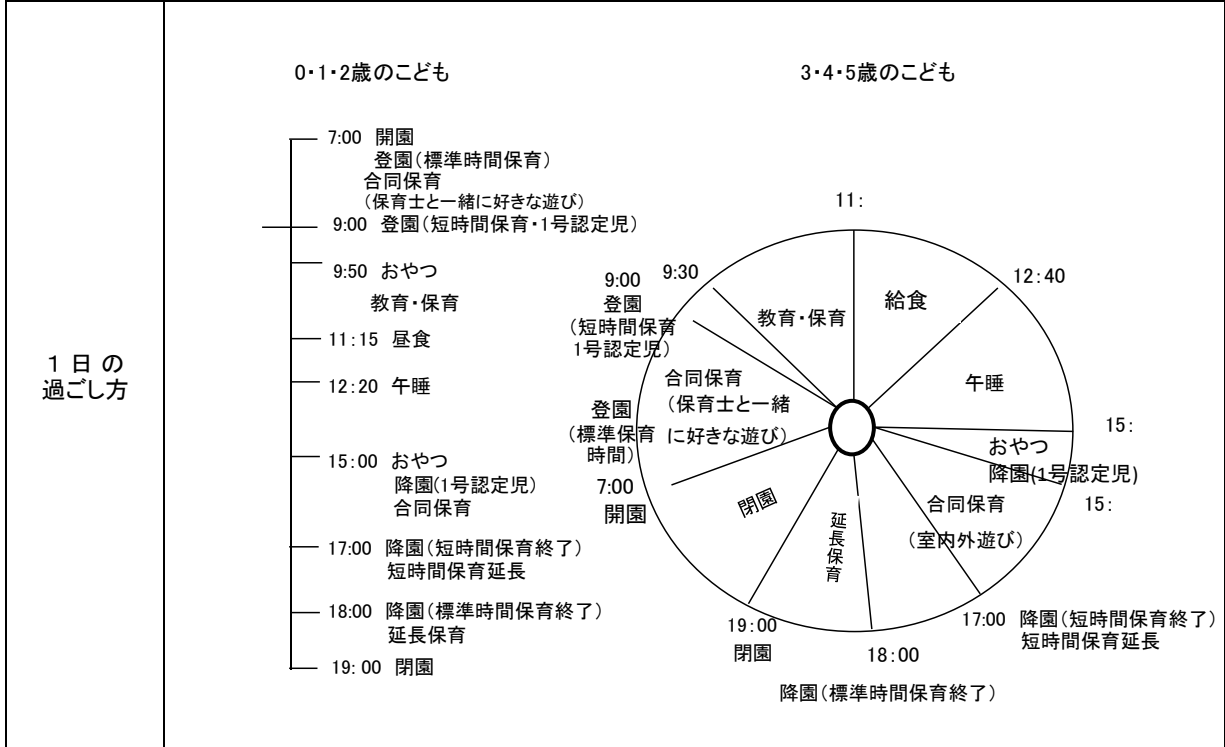 1 日 の
過ごし方
0・1・2歳のこども
7:00 開園
登園(標準時間保育)
合同保育
(保育士と一緒に好きな遊び)
9:00 登園(短時間保育・1号認定児)
9:50 おやつ
教育・保育
11:15 昼食
12:20 午睡
15:00 おやつ
降園(1号認定児)
合同保育
17:00 降園(短時間保育終了)
短時間保育延長
18:00 降園(標準時間保育終了)
延長保育
19:00 閉園
3・4・5歳のこども
11:
給食
12:40
午睡
15:
おやつ
降園(1号認定児)
15:
合同保育
(室内外遊び)
17:00 降園(短時間保育終了)
短時間保育延長
18:00
降園(標準時間保育終了)
延長保育
19:00
閉園
閉園
7:00
開園
登園
(標準保育
時間)
合同保育
(保育士と一緒
に好きな遊び)
9:00
登園
(短時間保育
1号認定児)
9:30
教育・保育